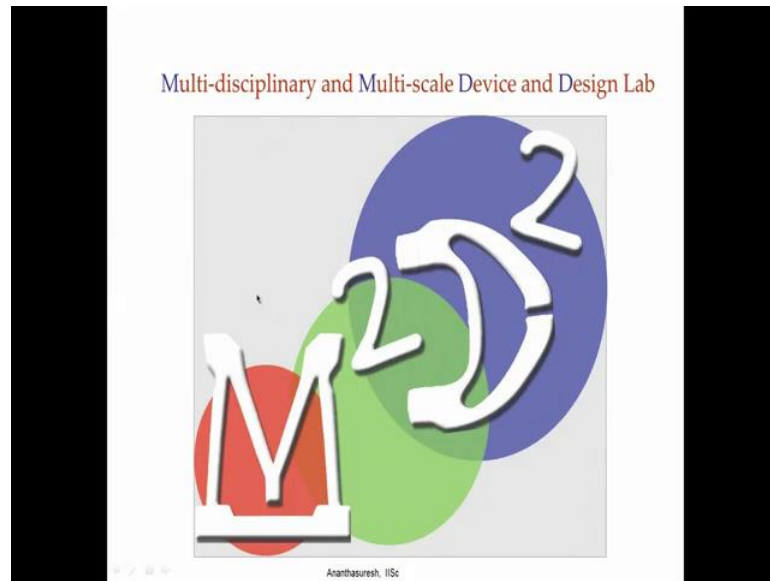 Multi-disciplinary and Multi-scale Device and Design Lab
M2D2
Ananthasuresh, IISc